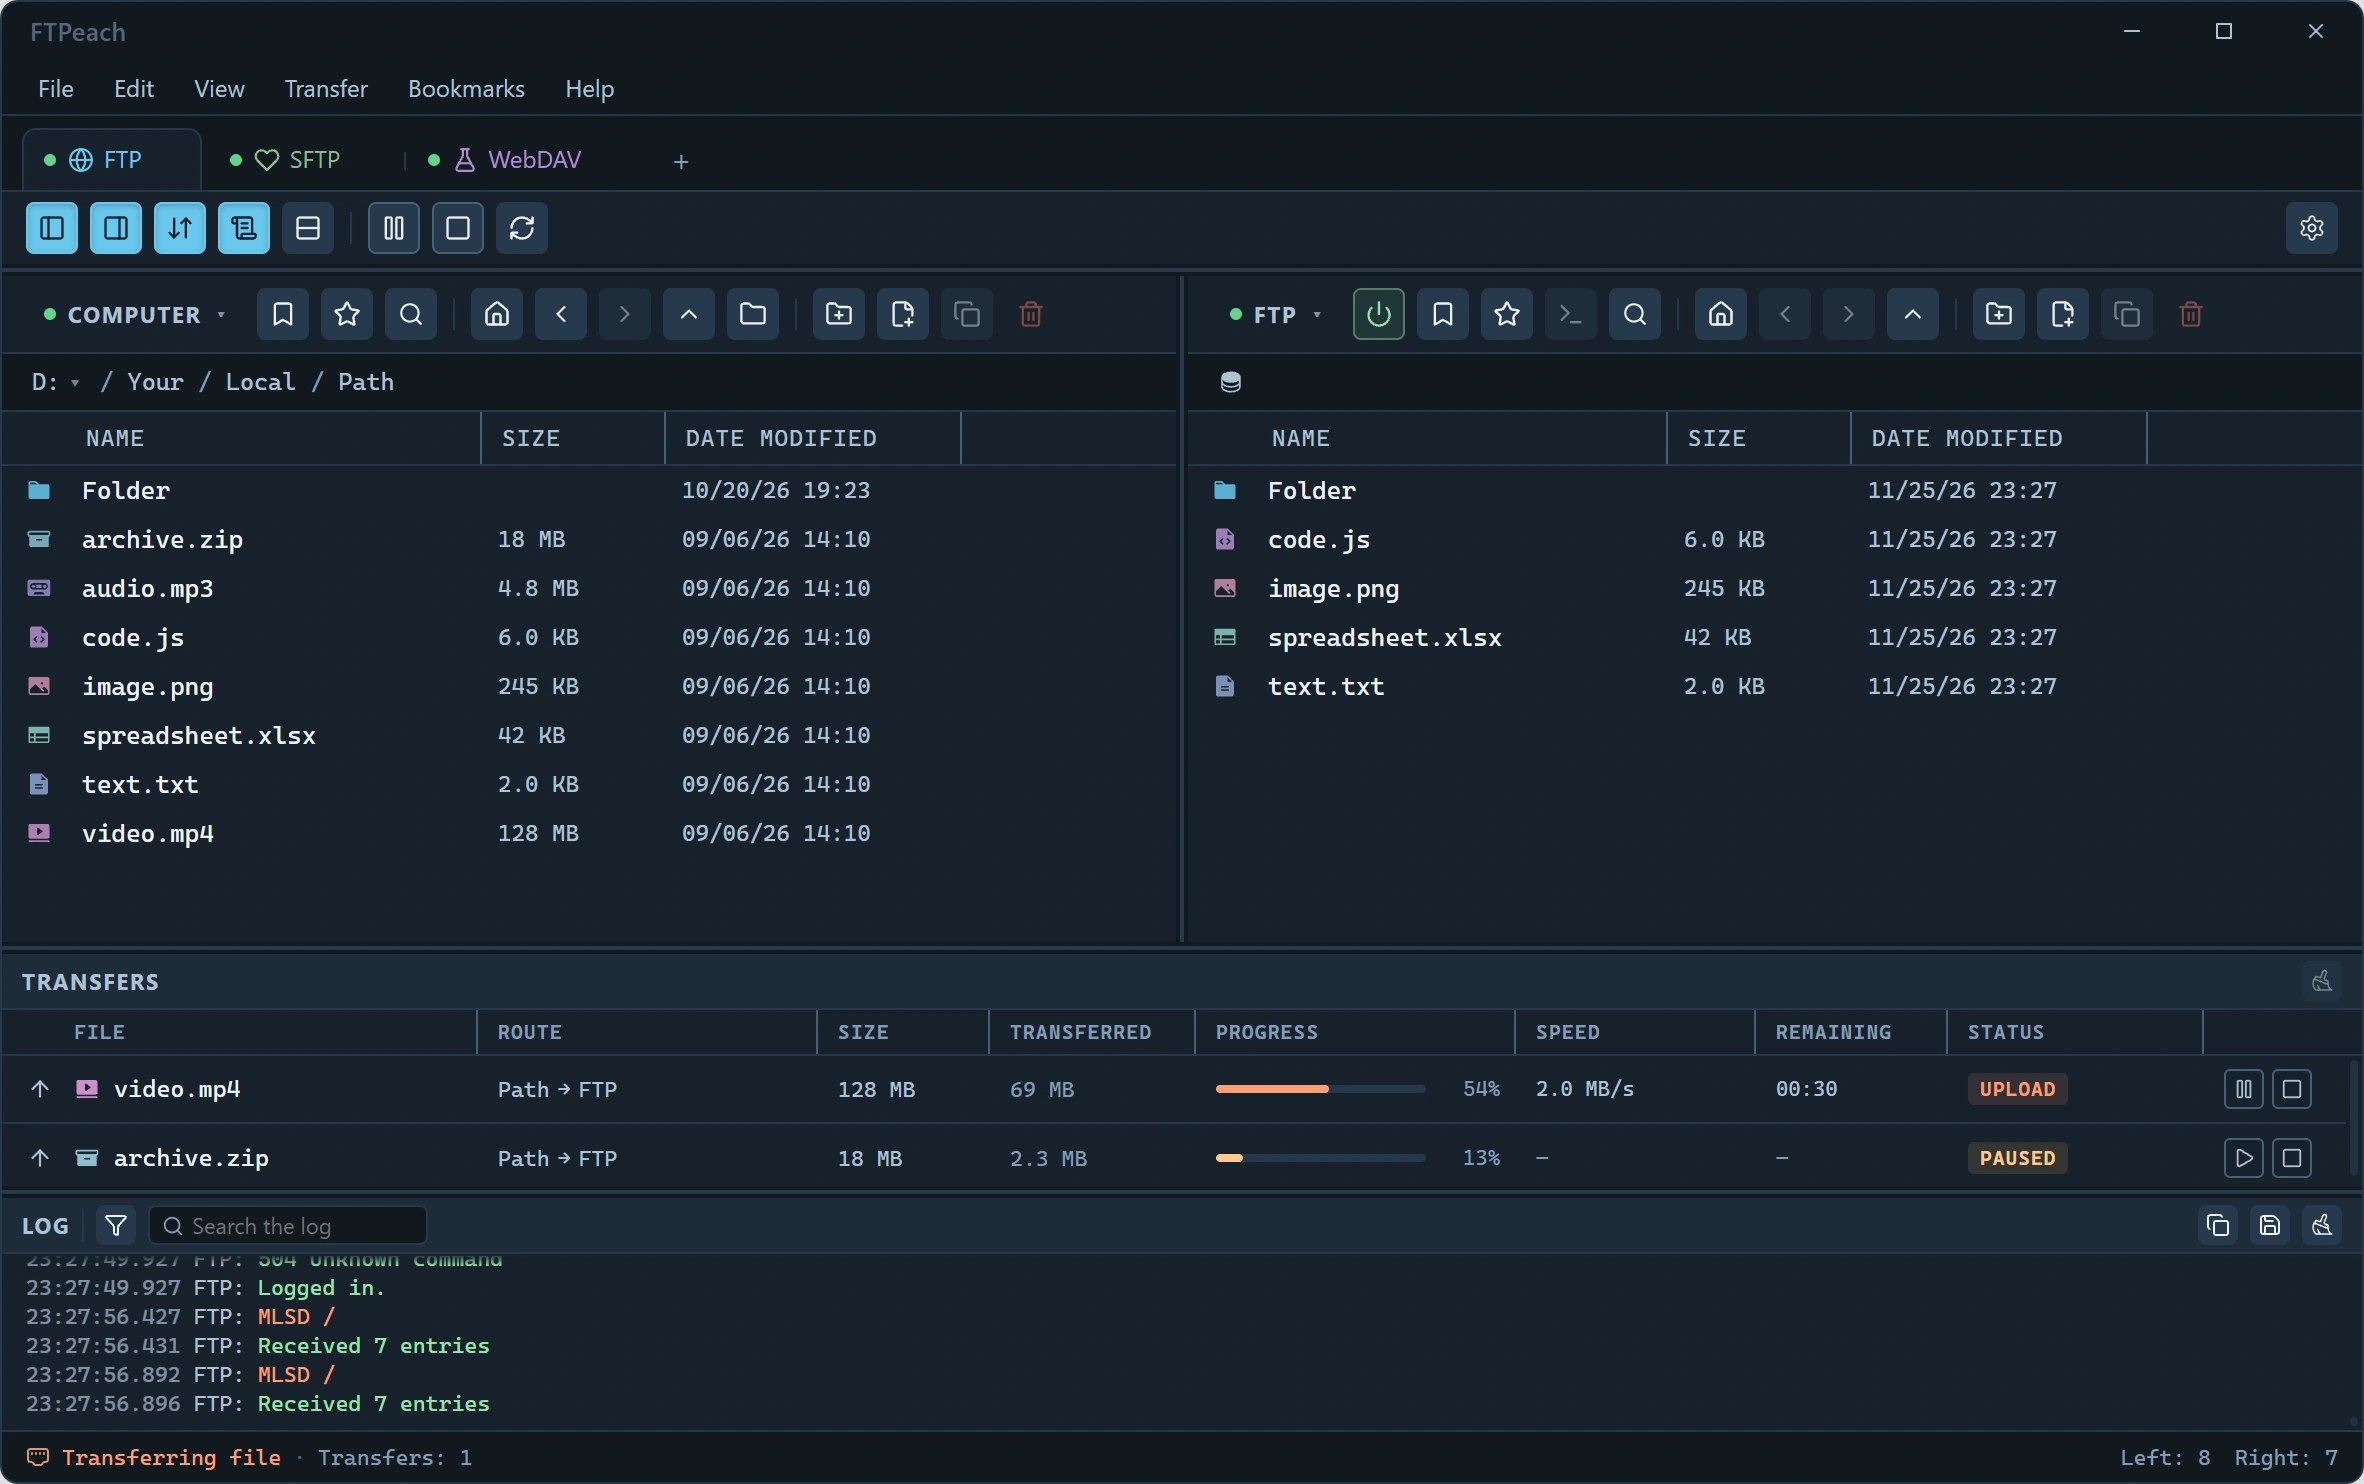 FTPeach
File Edit View Transfer Bookmarks Help
FTP SFTP WebDAV +
COMPUTER
D: / Your / Local / Path
NAME SIZE DATE MODIFIED
Folder 10/20/26 19:23
archive.zip 18 MB 09/06/26 14:10
audio.mp3 4.8 MB 09/06/26 14:10
code.js 6.0 KB 09/06/26 14:10
image.png 245 KB 09/06/26 14:10
spreadsheet.xlsx 42 KB 09/06/26 14:10
text.txt 2.0 KB 09/06/26 14:10
video.mp4 128 MB 09/06/26 14:10
FTP
NAME SIZE DATE MODIFIED
Folder 11/25/26 23:27
code.js 6.0 KB 11/25/26 23:27
image.png 245 KB 11/25/26 23:27
spreadsheet.xlsx 42 KB 11/25/26 23:27
text.txt 2.0 KB 11/25/26 23:27
TRANSFERS
FILE ROUTE SIZE TRANSFERRED PROGRESS SPEED REMAINING STATUS
video.mp4 Path → FTP 128 MB 69 MB 54% 2.0 MB/s 00:30 UPLOAD
archive.zip Path → FTP 18 MB 2.3 MB 13% — — PAUSED
LOG Search the log
23:27:49.927 FTP: 504 unknown command
23:27:49.927 FTP: Logged in.
23:27:56.427 FTP: MLSD /
23:27:56.431 FTP: Received 7 entries
23:27:56.892 FTP: MLSD /
23:27:56.896 FTP: Received 7 entries
Transferring file · Transfers: 1
Left: 8 Right: 7